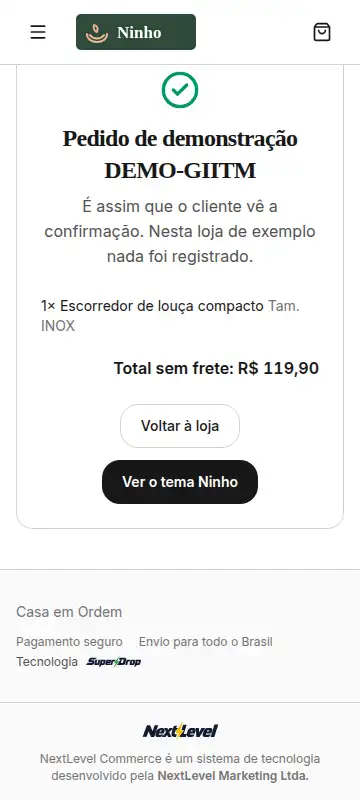 Ninho
Pedido de demonstração
DEMO-GIITM
É assim que o cliente vê a
confirmação. Nesta loja de exemplo
nada foi registrado.
1× Escorredor de louça compacto Tam.
INOX
Total sem frete: R$ 119,90
Voltar à loja
Ver o tema Ninho
Casa em Ordem
Pagamento seguro Envio para todo o Brasil
Tecnologia SuperDrop
NextLevel
NextLevel Commerce é um sistema de tecnologia
desenvolvido pela NextLevel Marketing Ltda.